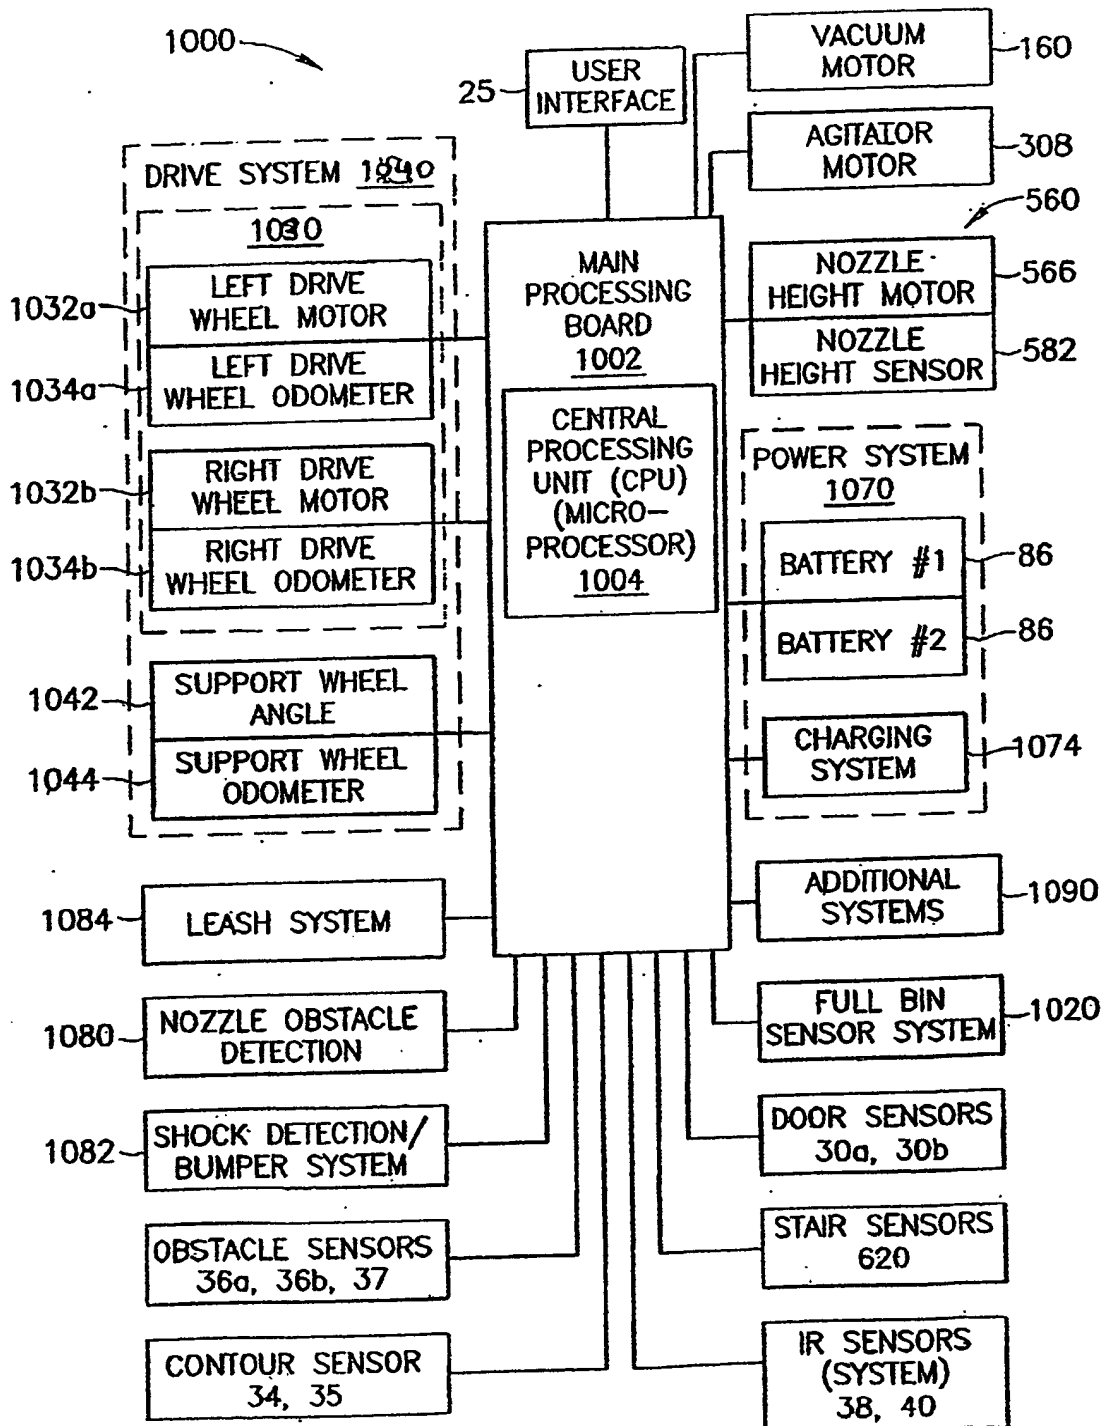 1000
25
USER
INTERFACE
VACUUM
MOTOR
160
AGITATOR
MOTOR
308
560
NOZZLE
HEIGHT MOTOR
566
NOZZLE
HEIGHT SENSOR
582
DRIVE SYSTEM
1030
1032a
LEFT DRIVE
WHEEL MOTOR
1034a
LEFT DRIVE
WHEEL ODOMETER
1032b
RIGHT DRIVE
WHEEL MOTOR
1034b
RIGHT DRIVE
WHEEL ODOMETER
1042
SUPPORT WHEEL
ANGLE
1044
SUPPORT WHEEL
ODOMETER
MAIN
PROCESSING
BOARD
1002
CENTRAL
PROCESSING
UNIT (CPU)
(MICRO-
PROCESSOR)
1004
POWER SYSTEM
1070
BATTERY #1
86
BATTERY #2
86
CHARGING
SYSTEM
1074
1084
LEASH SYSTEM
1080
NOZZLE OBSTACLE
DETECTION
1082
SHOCK DETECTION/
BUMPER SYSTEM
OBSTACLE SENSORS
36a, 36b, 37
CONTOUR SENSOR
34, 35
ADDITIONAL
SYSTEMS
1090
FULL BIN
SENSOR SYSTEM
1020
DOOR SENSORS
30a, 30b
STAIR SENSORS
620
IR SENSORS
(SYSTEM)
38, 40